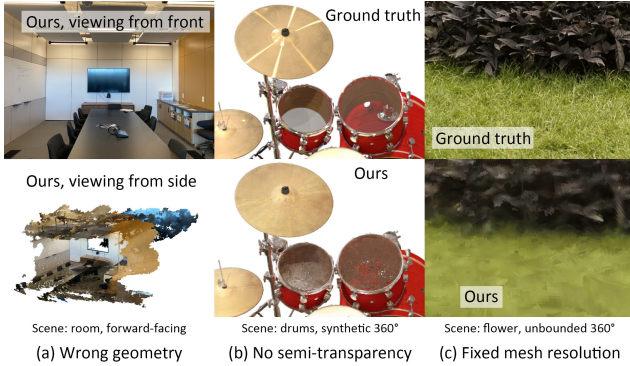 Ours, viewing from front
Ground truth
Ground truth
Ours, viewing from side
Ours
Ours
Scene: room, forward-facing
Scene: drums, synthetic 360°
Scene: flower, unbounded 360°
(a) Wrong geometry
(b) No semi-transparency
(c) Fixed mesh resolution